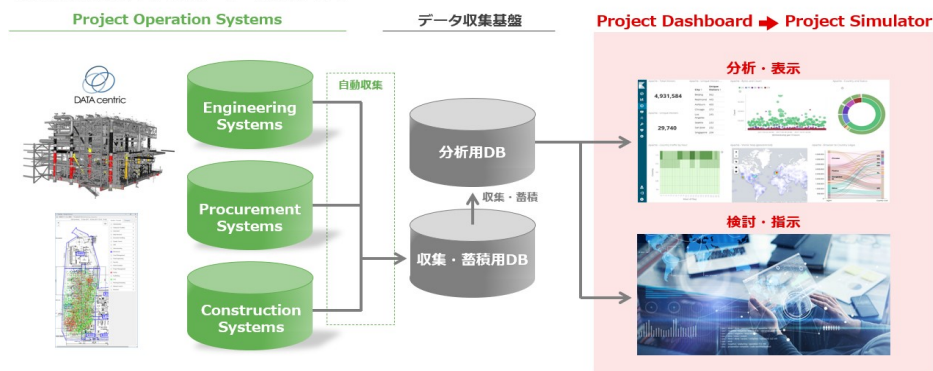 Project Operation Systems
データ収集基盤
Project Dashboard
Project Simulator
DATA centric
自動収集
Engineering
Systems
Procurement
Systems
Construction
Systems
分析用DB
収集・蓄積
収集・蓄積用DB
分析・表示
4,931,584
29,740
検討・指示